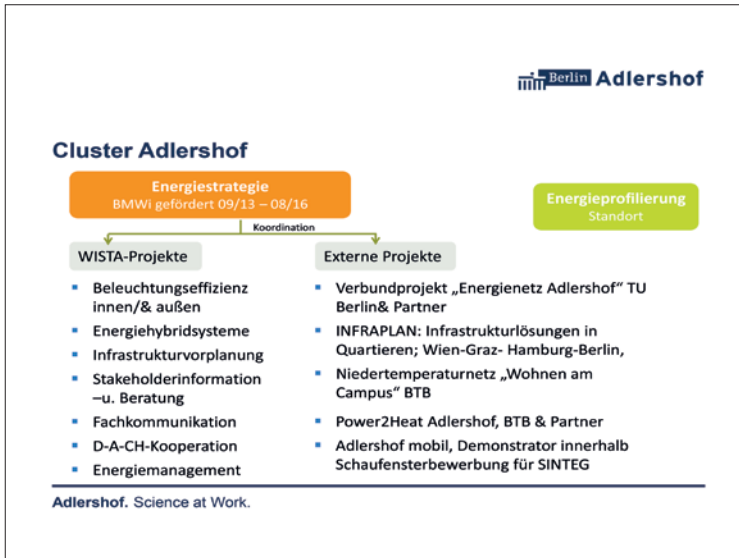 Berlin Adlershof
Cluster Adlershof
Energiestrategie
BMWi gefördert 09/13 – 08/16
Energieprofilierung
Standort
Koordination
WISTA-Projekte
Beleuchtungseffizienz
innen/& außen
Energiehybridsysteme
Infrastrukturvorplanung
Stakeholderinformation
–u. Beratung
Fachkommunikation
D-A-CH-Kooperation
Energiemanagement
Externe Projekte
Verbundprojekt „Energienetz Adlershof“ TU
Berlin& Partner
INFRAPLAN: Infrastrukturlösungen in
Quartieren; Wien-Graz- Hamburg-Berlin,
Niedertemperaturnetz „Wohnen am
Campus“ BTB
Power2Heat Adlershof, BTB & Partner
Adlershof mobil, Demonstrator innerhalb
Schaufensterbewerbung für SINTEG
Adlershof. Science at Work.